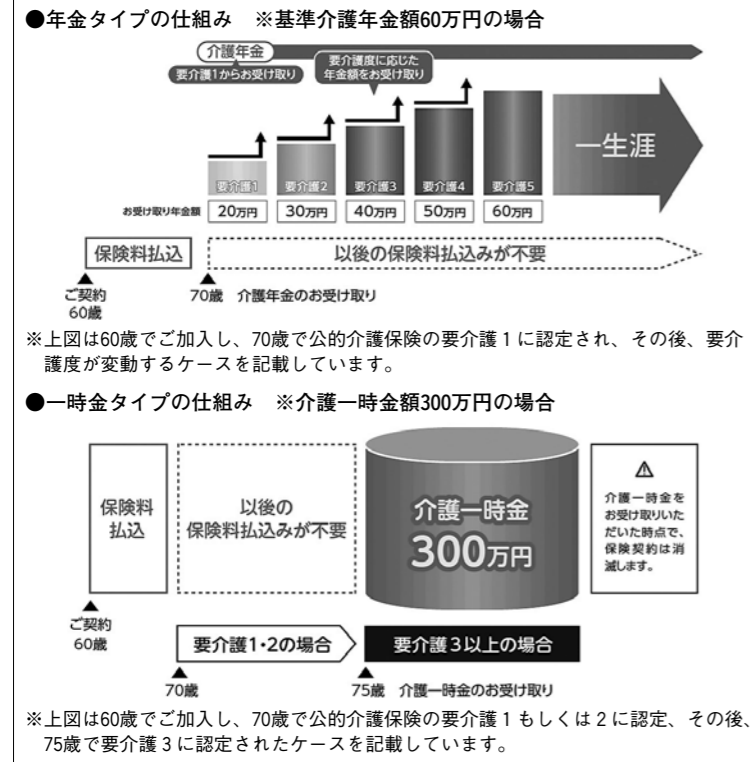 ●年金タイプの仕組み　※基準介護年金額60万円の場合
介護年金
要介護1からお受け取り
要介護度に応じた
年金額をお受け取り
一生涯
要介護1 要介護2 要介護3 要介護4 要介護5
お受け取り年金額 20万円 30万円 40万円 50万円 60万円
保険料払込 以後の保険料払込みが不要
ご契約
60歳
70歳 介護年金のお受け取り
※上図は60歳でご加入し、70歳で公的介護保険の要介護1に認定され、その後、要介
護度が変動するケースを記載しています。
●一時金タイプの仕組み　※介護一時金額300万円の場合
保険料
払込
以後の
保険料払込みが不要
介護一時金
300万円
介護一時金を
お受け取りいた
だいた時点で、
保険契約は消
滅します。
ご契約
60歳
要介護1・2の場合 要介護3以上の場合
70歳 75歳 介護一時金のお受け取り
※上図は60歳でご加入し、70歳で公的介護保険の要介護1もしくは2に認定、その後、
75歳で要介護3に認定されたケースを記載しています。